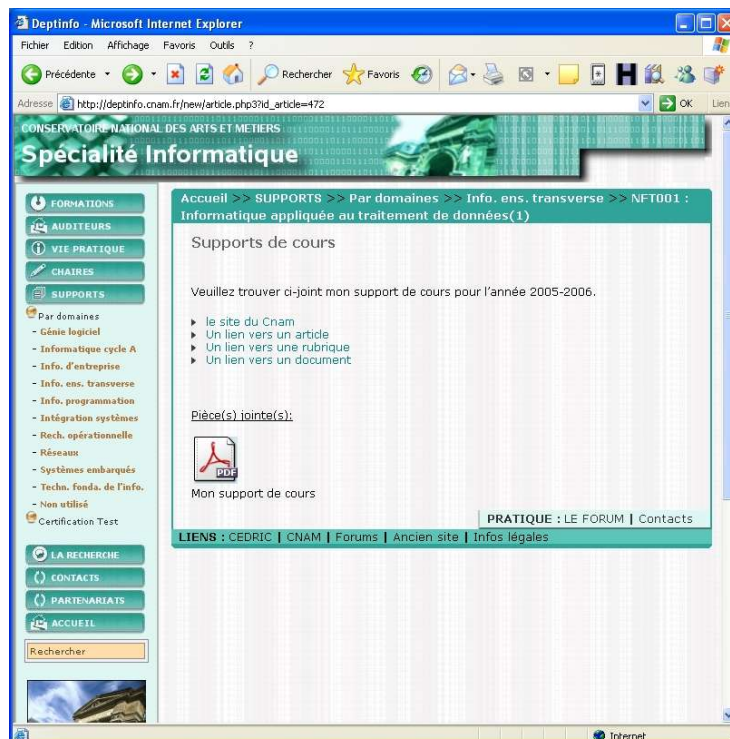 Deptinfo - Microsoft Internet Explorer
Fichier Edition Affichage Favoris Outils ?
Précédente Rechercher Favoris
Adresse http://deptinfo.cnam.fr/new/article.php3?id_article=472 OK Lien
CONSERVATOIRE NATIONAL DES ARTS ET METIERS
Spécialité Informatique
FORMATIONS
AUDITEURS
VIE PRATIQUE
CHAIRES
SUPPORTS
Par domaines
- Génie logiciel
- Informatique cycle A
- Info. d'entreprise
- Info. ens. transverse
- Info. programmation
- Intégration systèmes
- Rech. opérationnelle
- Réseaux
- Systèmes embarqués
- Techn. fonda. de l'info.
- Non utilisé
Certification Test
LA RECHERCHE
CONTACTS
PARTENARIATS
ACCUEIL
Rechercher
Accueil >> SUPPORTS >> Par domaines >> Info. ens. transverse >> NFT001 :
Informatique appliquée au traitement de données(1)
Supports de cours
Veuillez trouver ci-joint mon support de cours pour l'année 2005-2006.
le site du Cnam
Un lien vers un article
Un lien vers une rubrique
Un lien vers un document
Pièce(s) jointe(s):
PDF
Mon support de cours
PRATIQUE : LE FORUM | Contacts
LIENS : CEDRIC | CNAM | Forums | Ancien site | Infos légales
Internet